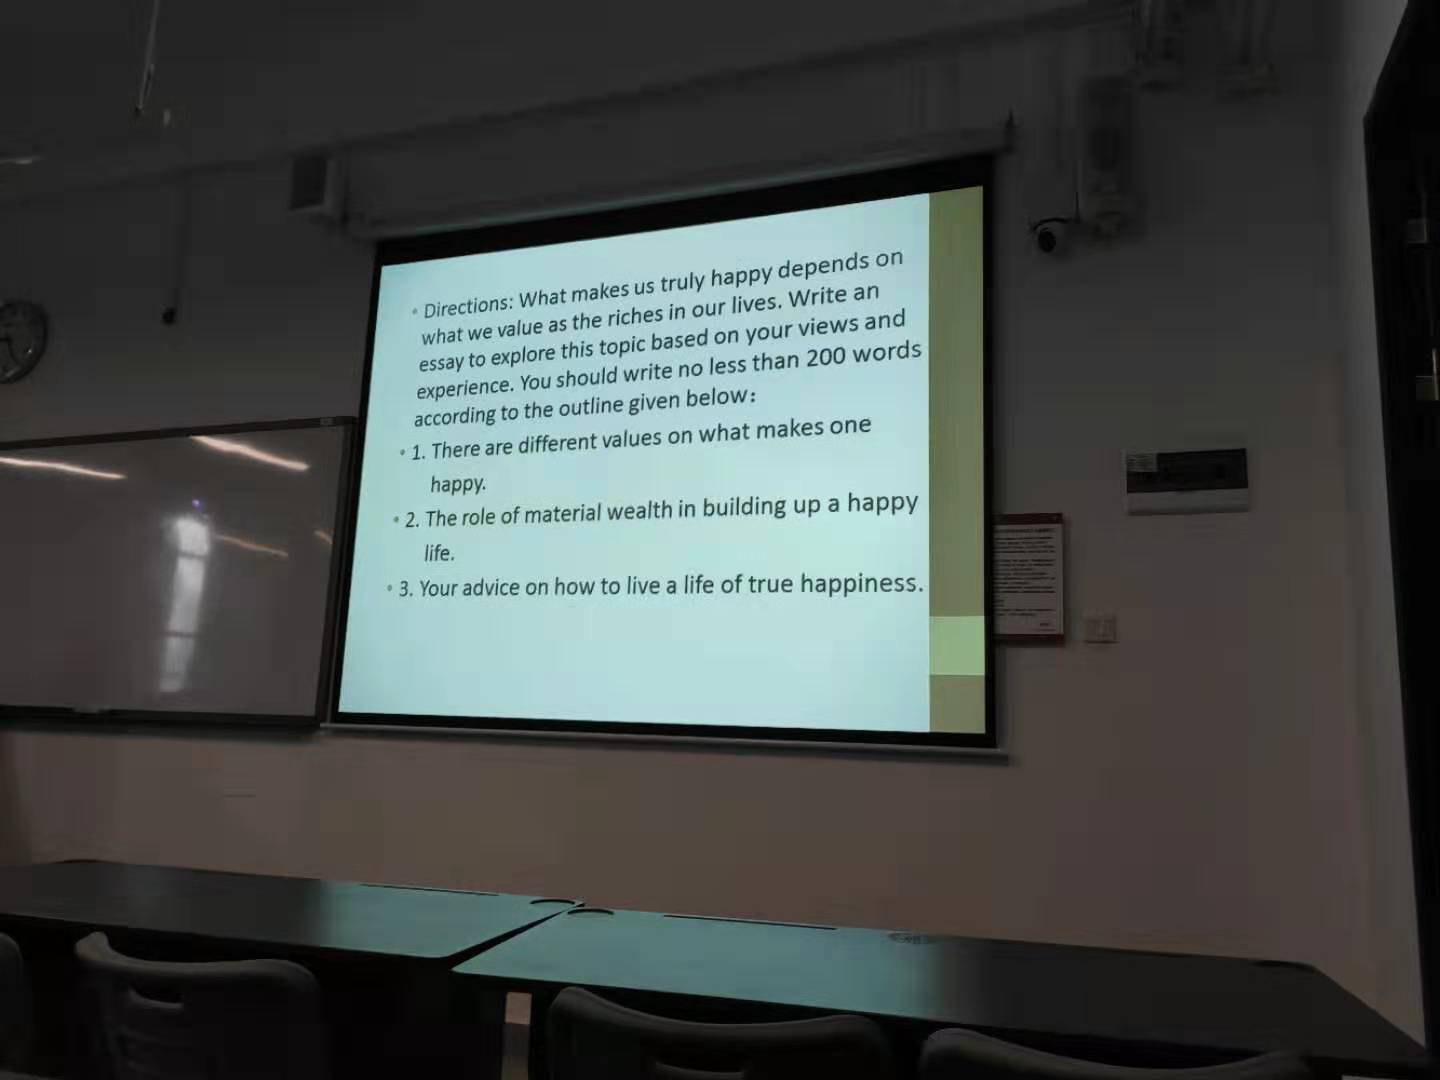 • Directions: What makes us truly happy depends on
what we value as the riches in our lives. Write an
essay to explore this topic based on your views and
experience. You should write no less than 200 words
according to the outline given below:
• 1. There are different values on what makes one
happy.
• 2. The role of material wealth in building up a happy
life.
• 3. Your advice on how to live a life of true happiness.